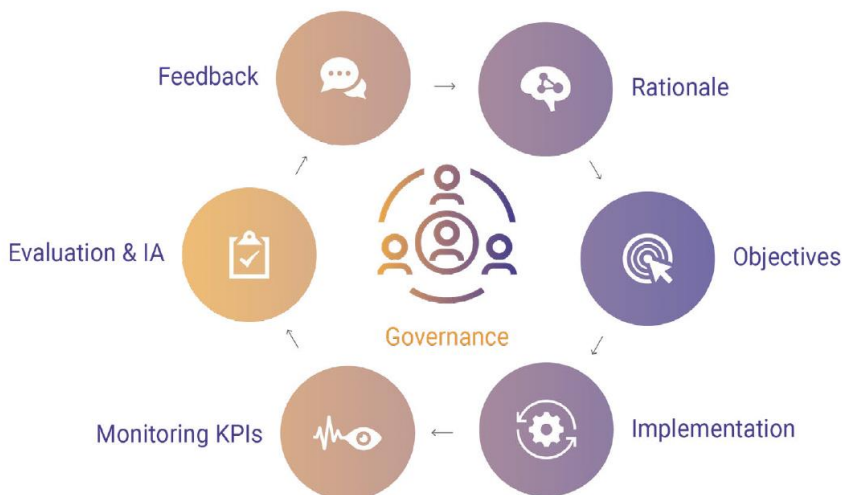 Feedback
Rationale
Evaluation & IA
Objectives
Governance
Monitoring KPIs
Implementation